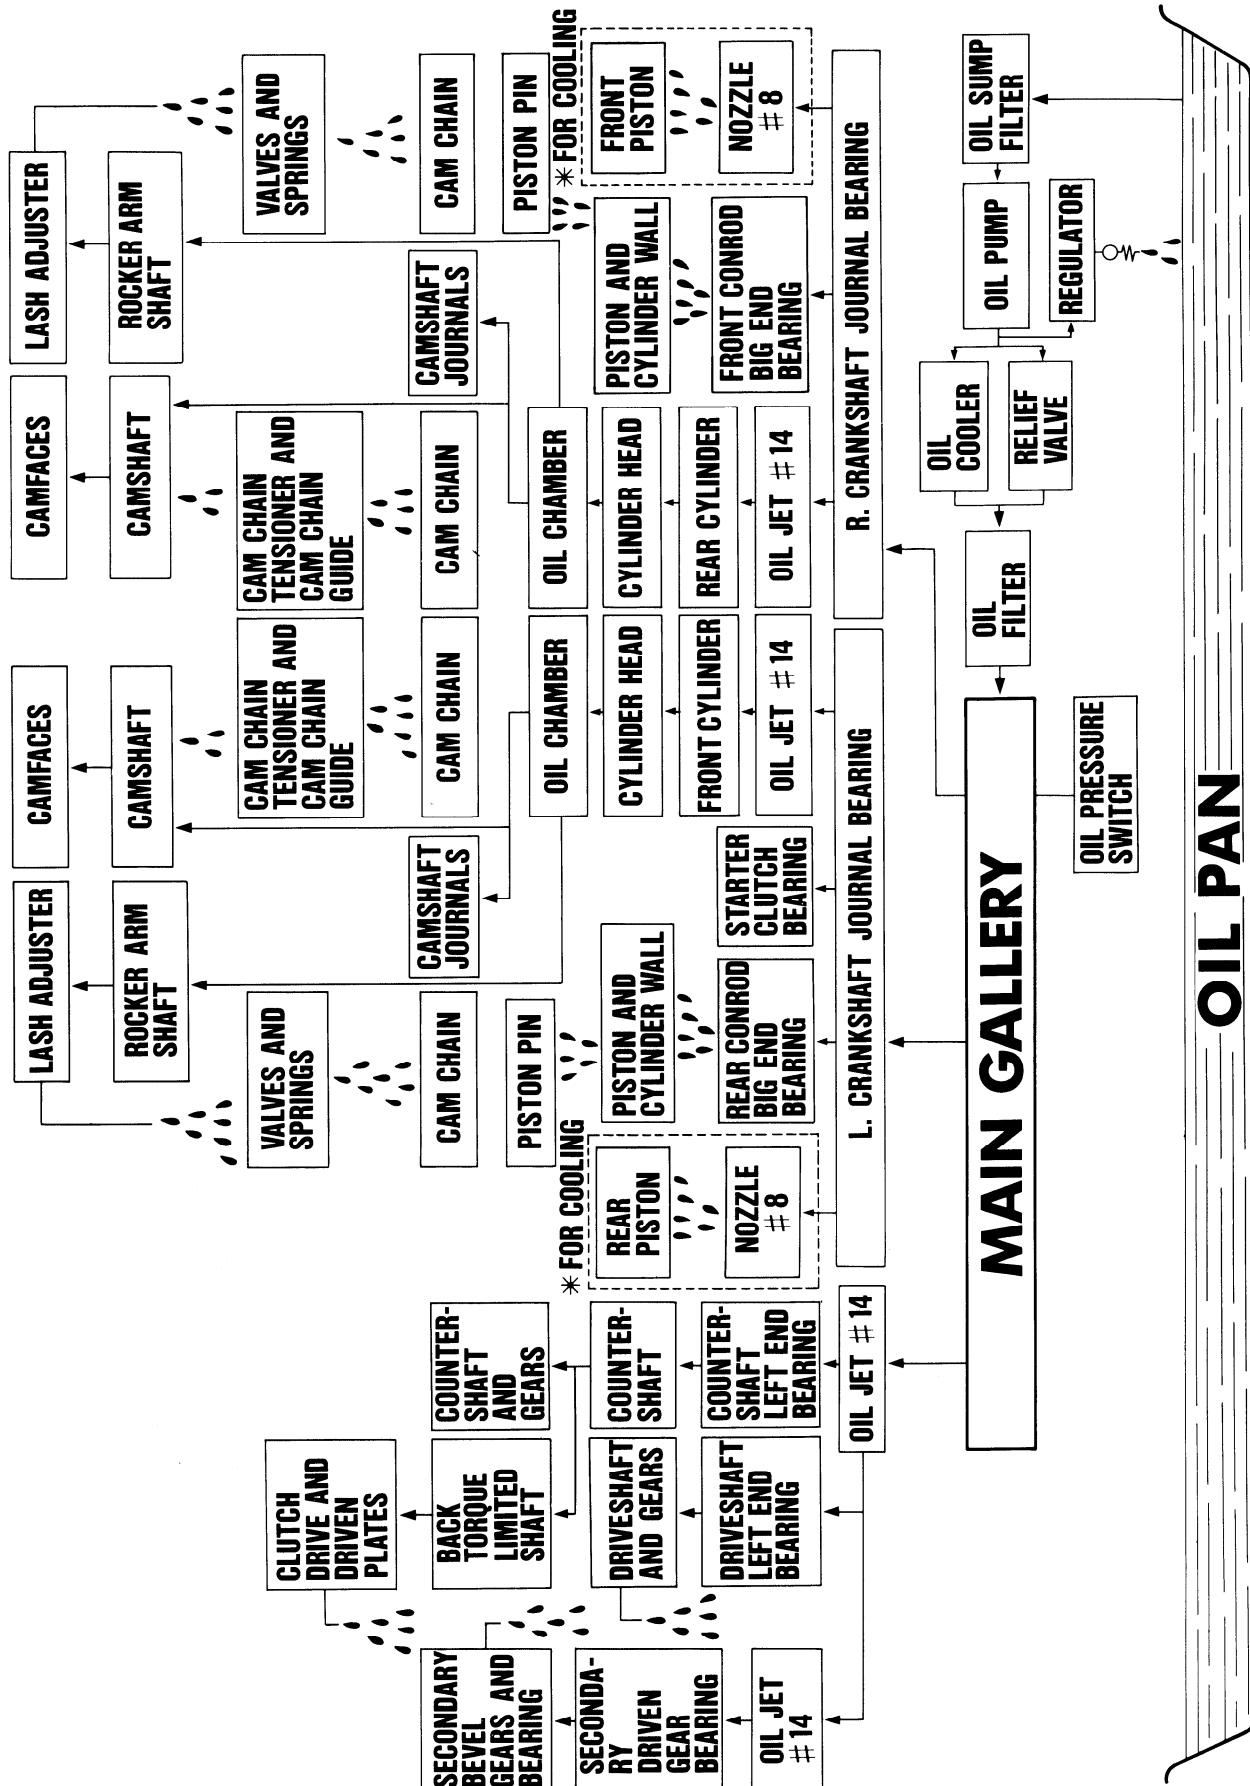 LASH ADJUSTER
ROCKER ARM
SHAFT
VALVES AND
SPRINGS
CAM CHAIN
PISTON PIN
✳ FOR COOLING
REAR
PISTON
NOZZLE
#8
CAMFACES
CAMSHAFT
CAM CHAIN
TENSIONER AND
CAM CHAIN
GUIDE
CAM CHAIN
CAMSHAFT
JOURNALS
OIL CHAMBER
CYLINDER HEAD
FRONT CYLINDER
OIL JET #14
PISTON AND
CYLINDER WALL
REAR CONROD
BIG END
BEARING
STARTER
CLUTCH
BEARING
L. CRANKSHAFT JOURNAL BEARING
CAMFACES
CAMSHAFT
CAM CHAIN
TENSIONER AND
CAM CHAIN
GUIDE
CAM CHAIN
OIL CHAMBER
CYLINDER HEAD
REAR CYLINDER
OIL JET #14
LASH ADJUSTER
ROCKER ARM
SHAFT
VALVES AND
SPRINGS
CAM CHAIN
CAMSHAFT
JOURNALS
PISTON PIN
✳ FOR COOLING
PISTON AND
CYLINDER WALL
FRONT CONROD
BIG END
BEARING
FRONT
PISTON
NOZZLE
#8
R. CRANKSHAFT JOURNAL BEARING
CLUTCH
DRIVE AND
DRIVEN
PLATES
BACK
TORQUE
LIMITED
SHAFT
COUNTER-
SHAFT
AND
GEARS
COUNTER-
SHAFT
COUNTER-
SHAFT
LEFT END
BEARING
DRIVESHAFT
AND GEARS
DRIVESHAFT
LEFT END
BEARING
SECONDARY
BEVEL
GEARS AND
BEARING
SECONDA-
RY DRIVEN
GEAR
BEARING
OIL JET
#14
OIL JET #14
MAIN GALLERY
OIL PRESSURE
SWITCH
OIL
FILTER
OIL
COOLER
RELIEF
VALVE
OIL PUMP
REGULATOR
OIL SUMP
FILTER
OIL PAN